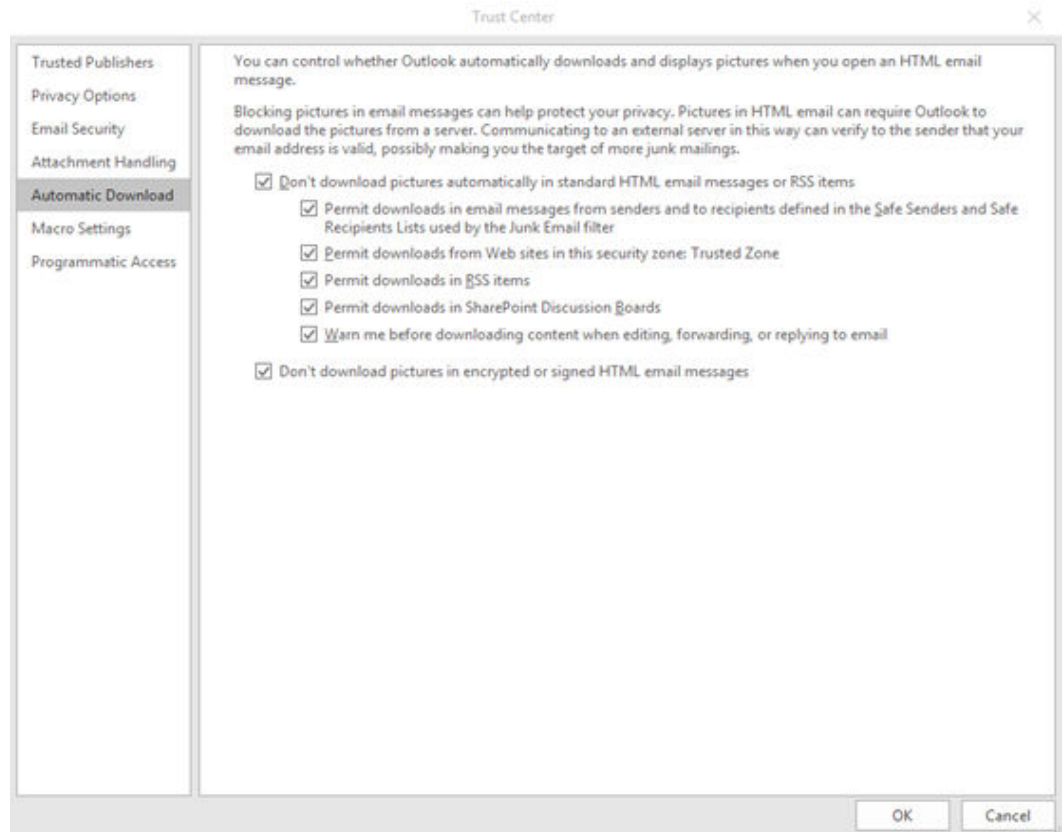 Trust Center
Trusted Publishers
Privacy Options
Email Security
Attachment Handling
Automatic Download
Macro Settings
Programmatic Access
You can control whether Outlook automatically downloads and displays pictures when you open an HTML email
message.
Blocking pictures in email messages can help protect your privacy. Pictures in HTML email can require Outlook to
download the pictures from a server. Communicating to an external server in this way can verify to the sender that your
email address is valid, possibly making you the target of more junk mailings.
Don't download pictures automatically in standard HTML email messages or RSS items
Permit downloads in email messages from senders and to recipients defined in the Safe Senders and Safe
Recipients Lists used by the Junk Email filter
Permit downloads from Web sites in this security zone: Trusted Zone
Permit downloads in RSS items
Permit downloads in SharePoint Discussion Boards
Warn me before downloading content when editing, forwarding, or replying to email
Don't download pictures in encrypted or signed HTML email messages
OK
Cancel